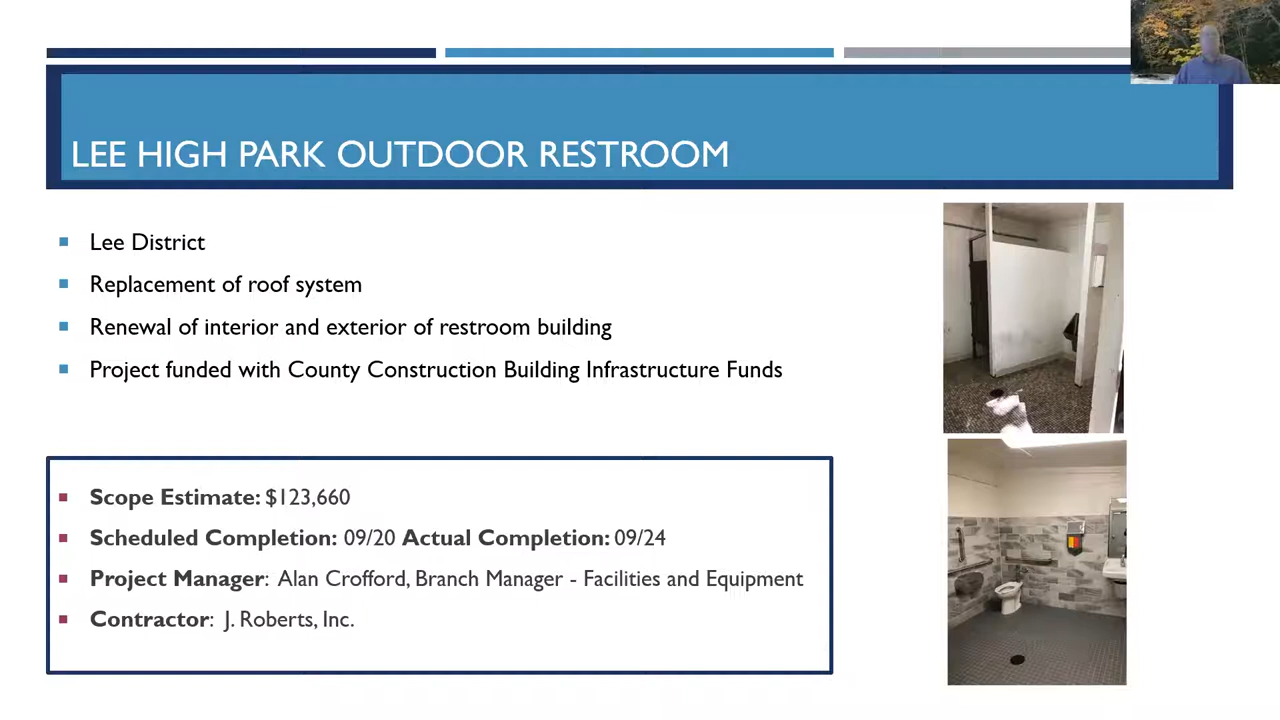 LEE HIGH PARK OUTDOOR RESTROOM
Lee District
Replacement of roof system
Renewal of interior and exterior of restroom building
Project funded with County Construction Building Infrastructure Funds
Scope Estimate: $123,660
Scheduled Completion: 09/20 Actual Completion: 09/24
Project Manager: Alan Crofford, Branch Manager - Facilities and Equipment
Contractor: J. Roberts, Inc.